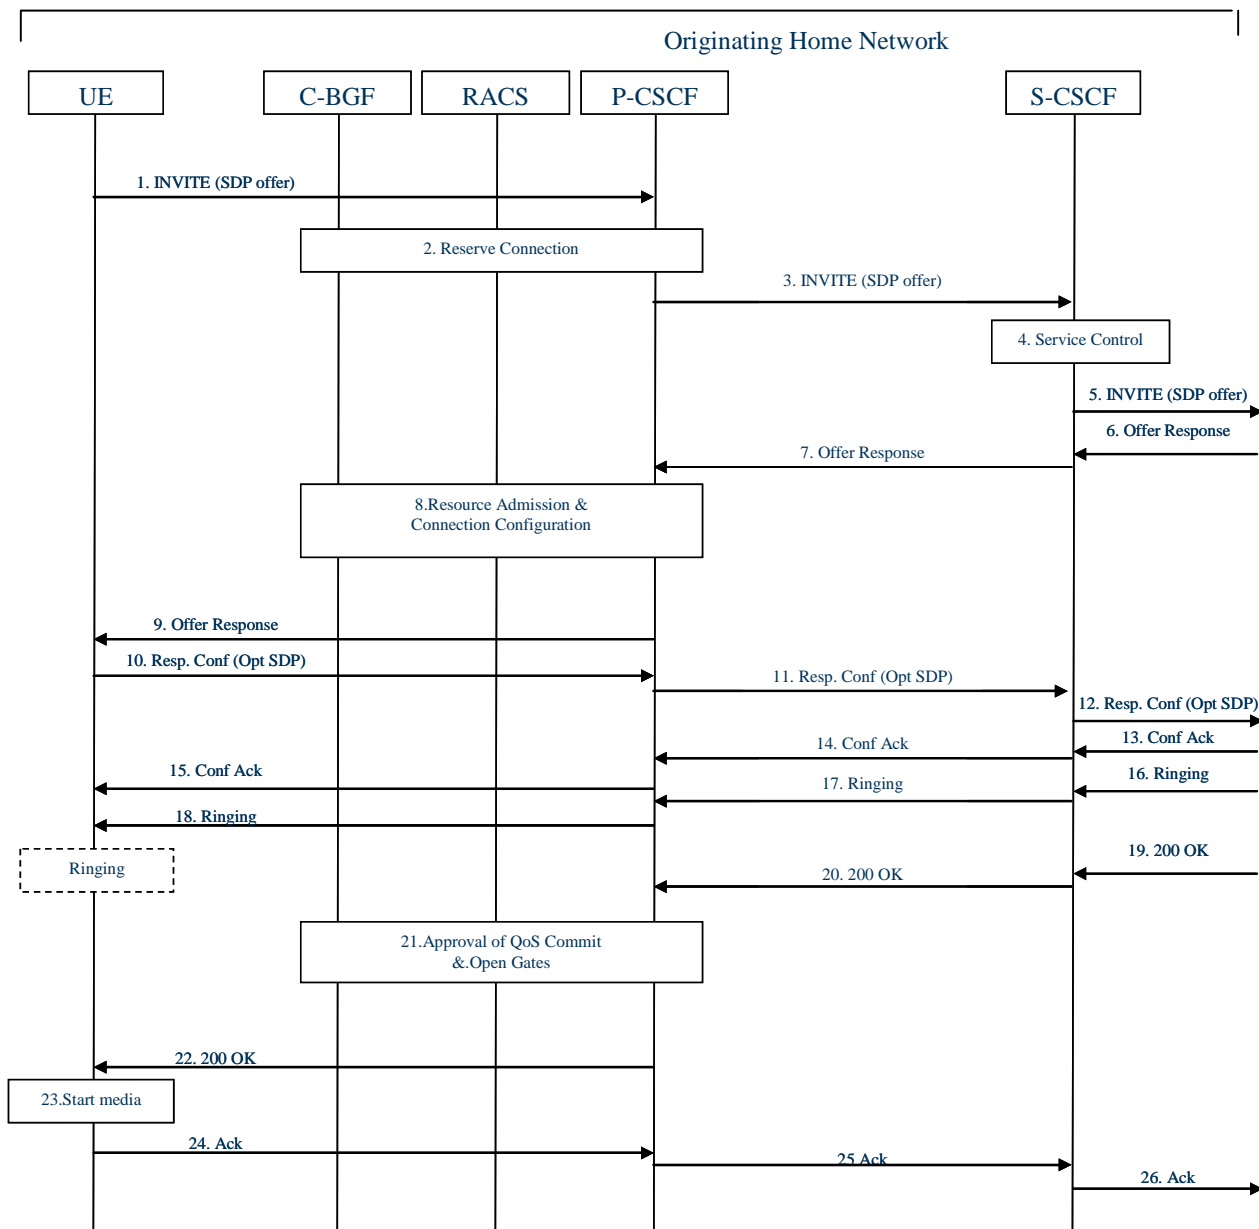 Originating Home Network
UE
C-BGF
RACS
P-CSCF
S-CSCF
1. INVITE (SDP offer)
2. Reserve Connection
3. INVITE (SDP offer)
4. Service Control
5. INVITE (SDP offer)
6. Offer Response
7. Offer Response
8.Resource Admission &
Connection Configuration
9. Offer Response
10. Resp. Conf (Opt SDP)
11. Resp. Conf (Opt SDP)
12. Resp. Conf (Opt SDP)
13. Conf Ack
14. Conf Ack
15. Conf Ack
16. Ringing
17. Ringing
18. Ringing
Ringing
19. 200 OK
20. 200 OK
21.Approval of QoS Commit
&.Open Gates
22. 200 OK
23.Start media
24. Ack
25 Ack
26. Ack